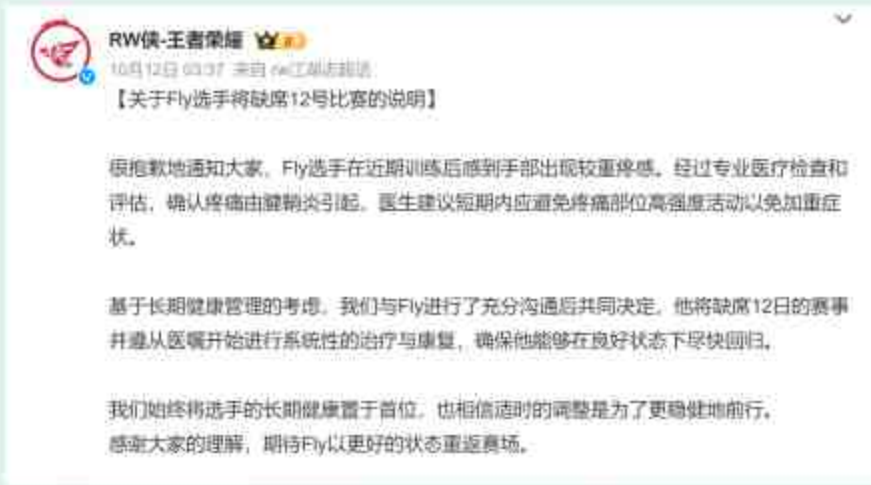 RW侠-王者荣耀
10月12日 03:37 来自 rw江湖志超话
【关于Fly选手将缺席12号比赛的说明】
很抱歉地通知大家，Fly选手在近期训练后感到手部出现较重疼感。经过专业医疗检查和
评估，确认疼痛由腱鞘炎引起，医生建议短期内应避免疼痛部位高强度活动以免加重症
状。
基于长期健康管理的考虑，我们与Fly进行了充分沟通后共同决定，他将缺席12日的赛事
并遵从医嘱开始进行系统性的治疗与康复，确保他能够在良好状态下尽快回归。
我们始终将选手的长期健康置于首位，也相信适时的调整是为了更稳健地前行。
感谢大家的理解，期待Fly以更好的状态重返赛场。